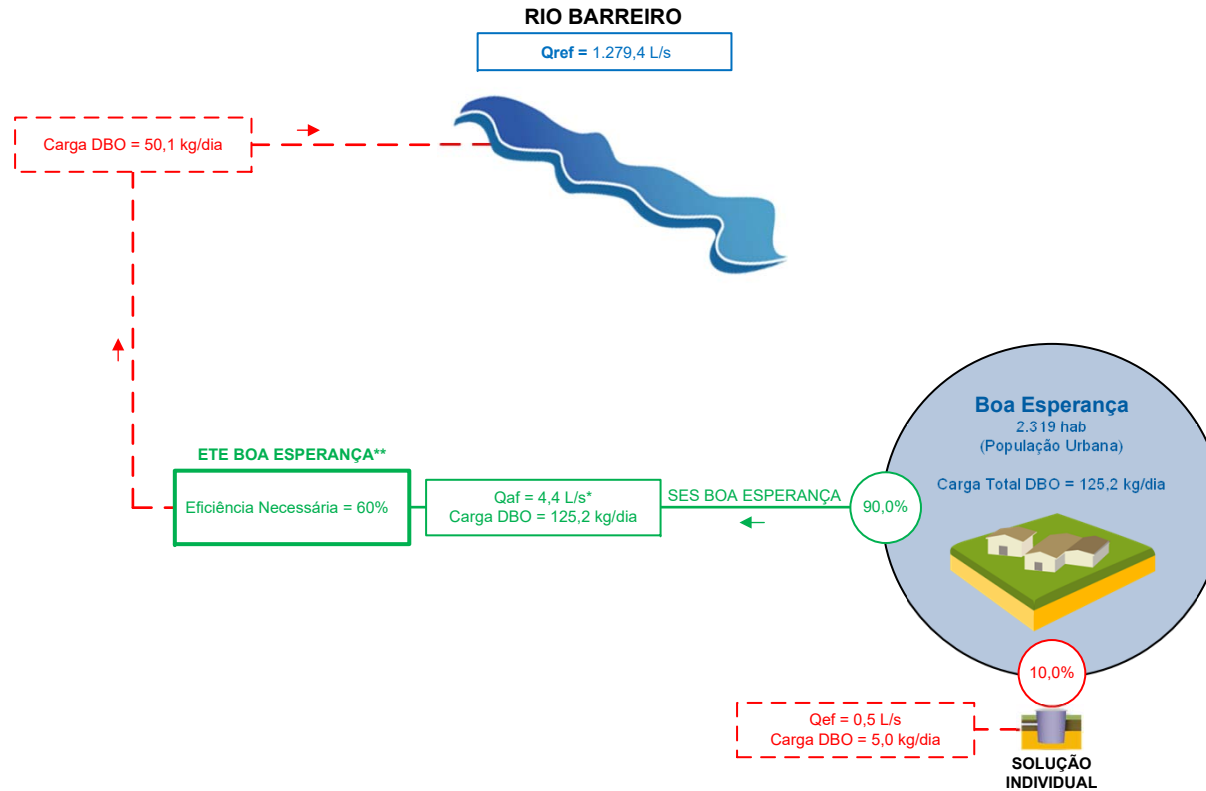 RIO BARREIRO
Qref = 1.279,4 L/s
Carga DBO = 50,1 kg/dia
Boa Esperança
2.319 hab
(População Urbana)
Carga Total DBO = 125,2 kg/dia
ETE BOA ESPERANÇA**
Eficiência Necessária = 60%
Qaf = 4,4 L/s*
Carga DBO = 125,2 kg/dia
SES BOA ESPERANÇA
90,0%
10,0%
Qef = 0,5 L/s
Carga DBO = 5,0 kg/dia
SOLUÇÃO
INDIVIDUAL